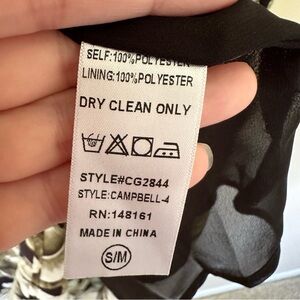 SELF:100%POLYESTER
LINING:100%POLYESTER
DRY CLEAN ONLY
STYLE#CG2844
STYLE:CAMPBELL-4
RN:148161
MADE IN CHINA
S/M